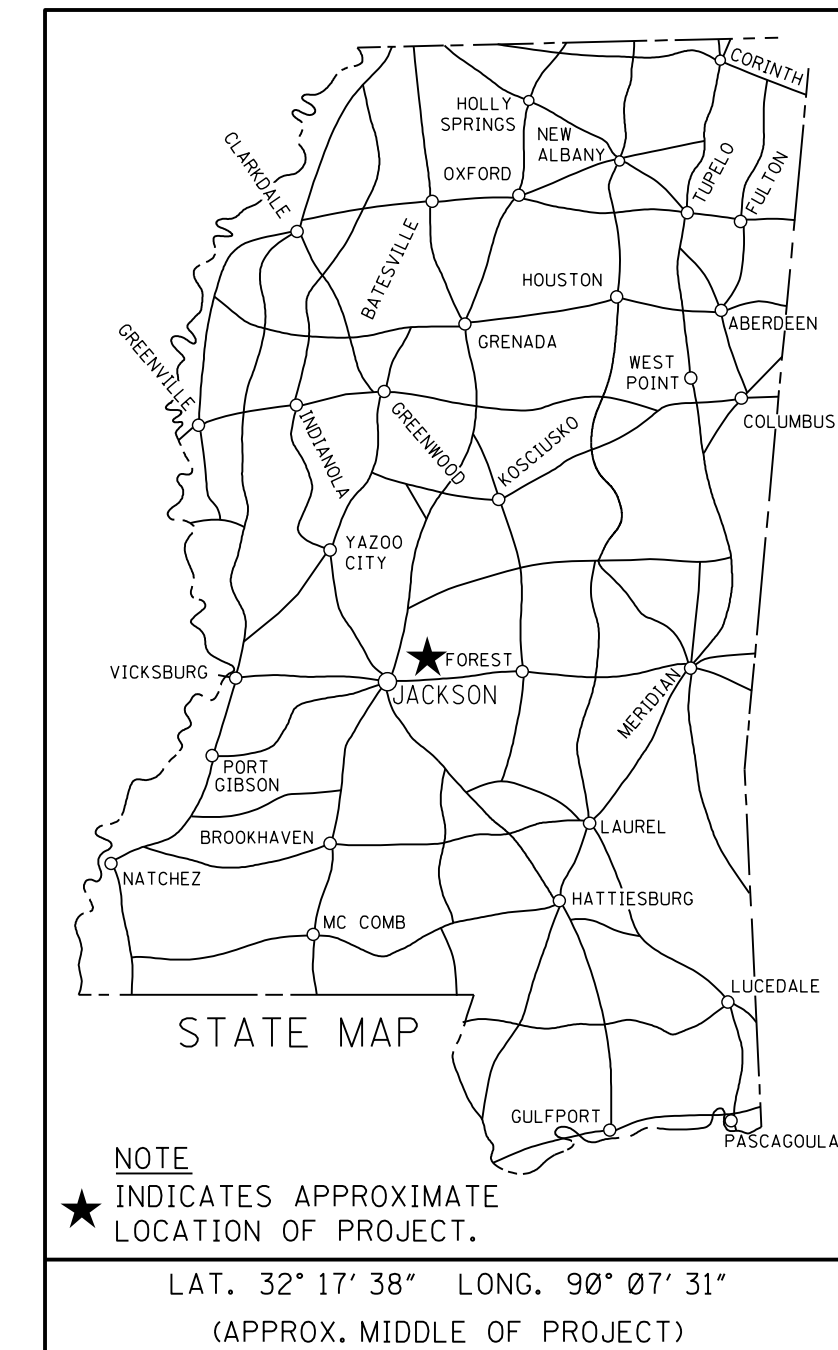 CORINTH
HOLLY
SPRINGS
NEW
ALBANY
CLARKDALE
OXFORD
TUPELO
FULTON
BATESVILLE
HOUSTON
GREENVILLE
ABERDEEN
GRENADA
WEST
POINT
INDIANOLA
GREENWOOD
KOSCIUSKO
COLUMBUS
YAZOO
CITY
VICKSBURG
FOREST
JACKSON
MERIDIAN
PORT
GIBSON
BROOKHAVEN
LAUREL
NATCHEZ
HATTIESBURG
MC COMB
LUCEDALE
STATE MAP
GULFPORT
PASCAGOULA
NOTE
INDICATES APPROXIMATE
LOCATION OF PROJECT.
LAT. 32° 17' 38" LONG. 90° 07' 31"
(APPROX. MIDDLE OF PROJECT)